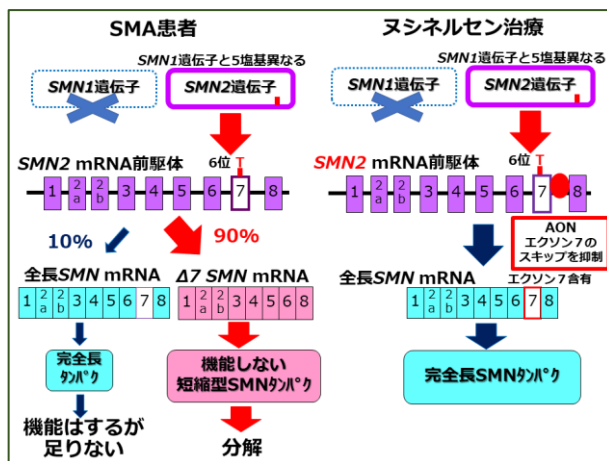 SMA患者
SMN1遺伝子と5塩基異なる
SMN1遺伝子
SMN2遺伝子
SMN2 mRNA前駆体
6位 T
1 2a 2b 3 4 5 6 7 8
10%
90%
全長SMN mRNA
Δ7 SMN mRNA
1 2a 2b 3 4 5 6 7 8
1 2a 2b 3 4 5 6 8
完全長
ﾀﾝﾊﾟｸ
機能しない
短縮型SMNﾀﾝﾊﾟｸ
機能はするが
足りない
分解
ヌシネルセン治療
SMN1遺伝子と5塩基異なる
SMN1遺伝子
SMN2遺伝子
SMN2 mRNA前駆体
6位 T
1 2a 2b 3 4 5 6 7 8
AON
エクソン7の
スキップを抑制
全長SMN mRNA
エクソン7含有
1 2a 2b 3 4 5 6 7 8
完全長SMNﾀﾝﾊﾟｸ